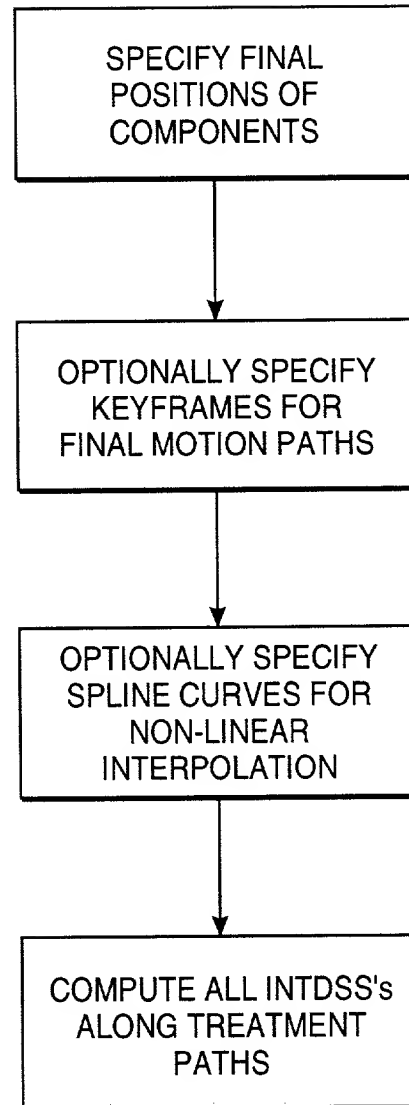 SPECIFY FINAL
POSITIONS OF
COMPONENTS
OPTIONALLY SPECIFY
KEYFRAMES FOR
FINAL MOTION PATHS
OPTIONALLY SPECIFY
SPLINE CURVES FOR
NON-LINEAR
INTERPOLATION
COMPUTE ALL INTDSS's
ALONG TREATMENT
PATHS